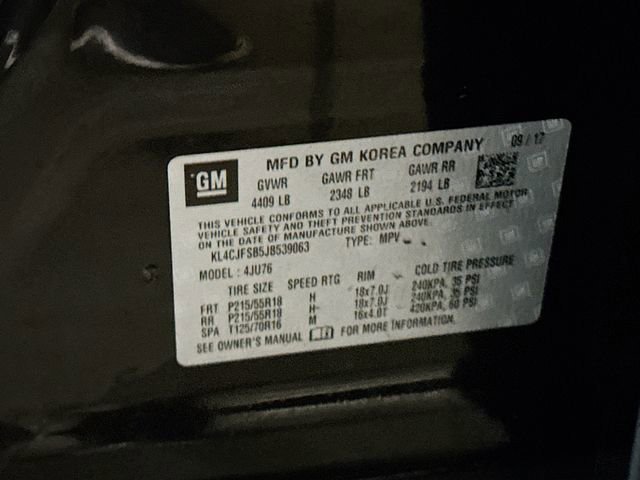 GM MFD BY GM KOREA COMPANY 09 / 17
GVWR GAWR FRT GAWR RR
4409 LB 2348 LB 2194 LB
THIS VEHICLE CONFORMS TO ALL APPLICABLE U.S. FEDERAL MOTOR
VEHICLE SAFETY AND THEFT PREVENTION STANDARDS IN EFFECT
ON THE DATE OF MANUFACTURE SHOWN ABOVE.
KL4CJFSB5JB539063 TYPE: MPV
MODEL : 4JU76
TIRE SIZE SPEED RTG RIM COLD TIRE PRESSURE
FRT P215/55R18 H 18x7.0J 240KPA, 35 PSI
RR P215/55R18 H 18x7.0J 240KPA, 35 PSI
SPA T125/70R16 M 16x4.0T 420KPA, 60 PSI
SEE OWNER'S MANUAL FOR MORE INFORMATION.